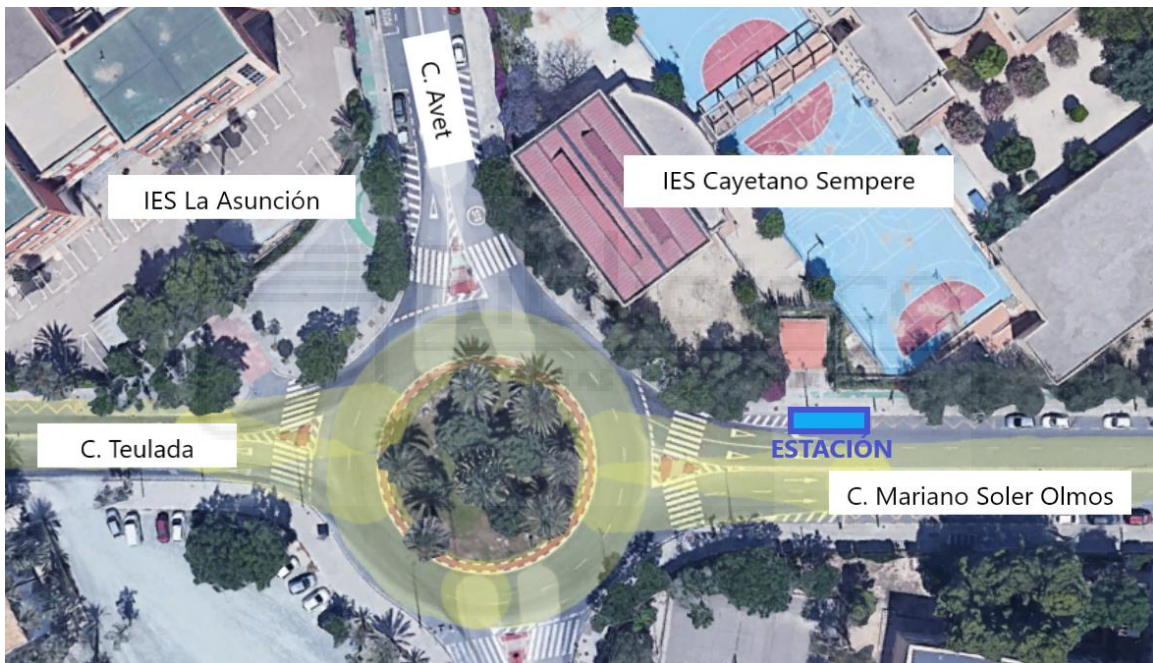 C. Avet
IES La Asunción
IES Cayetano Sempere
ESTACIÓN
C. Teulada
C. Mariano Soler Olmos